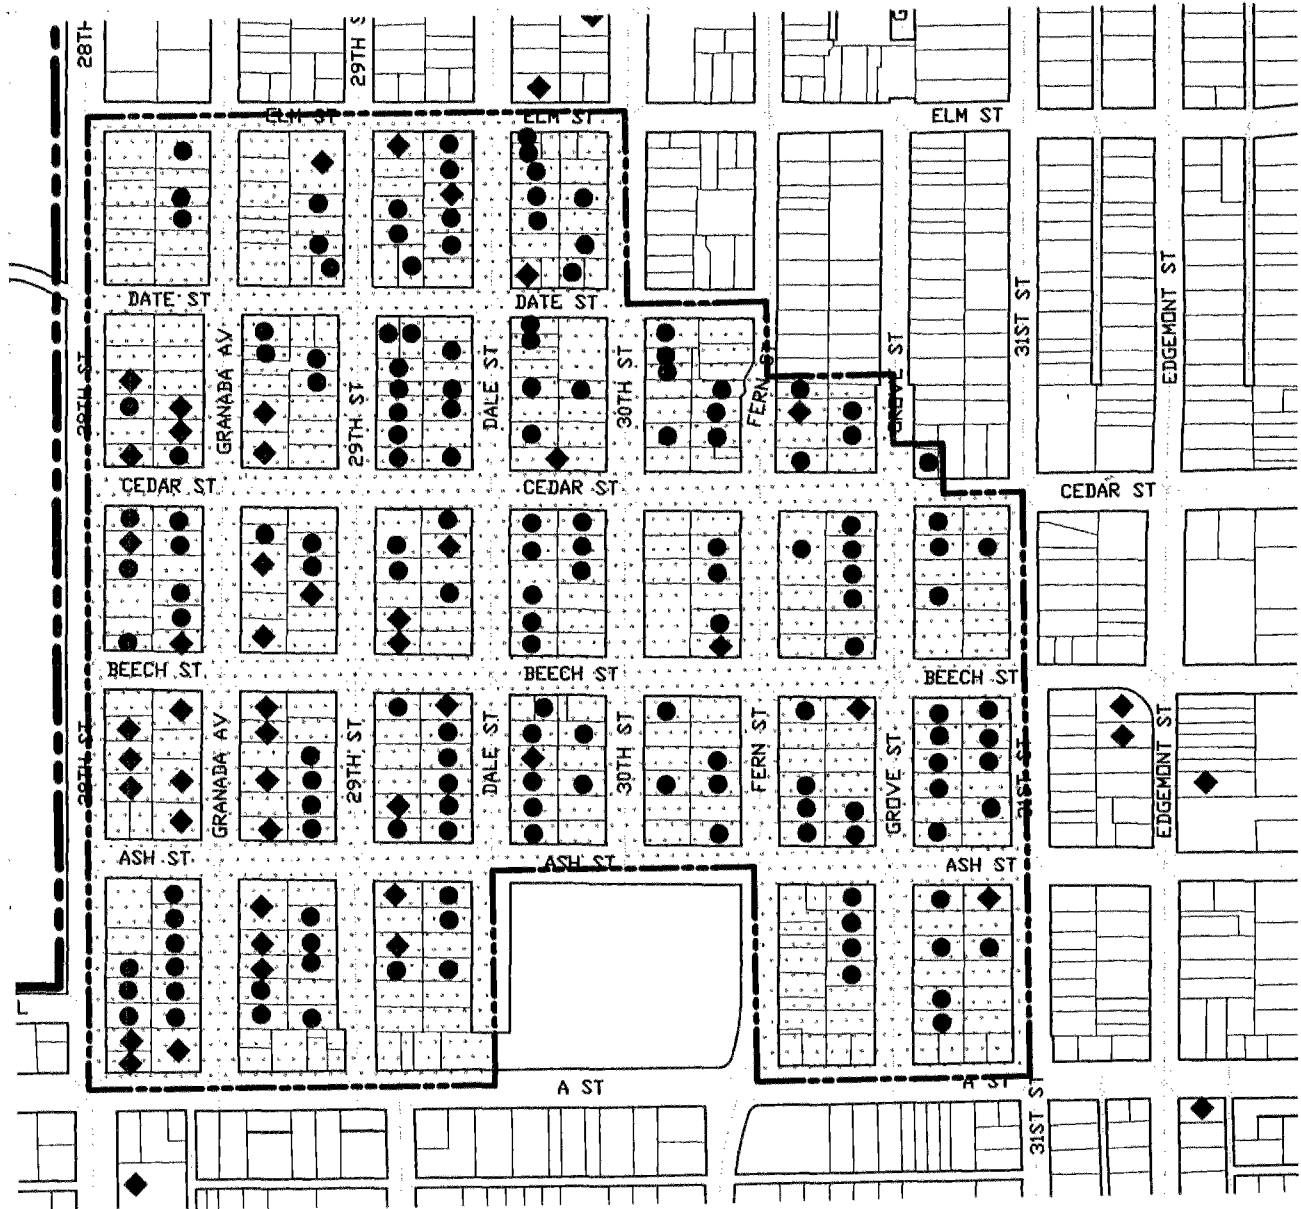 28TH
29TH S
G
ELM ST
ELM ST
ELM ST
DATE ST
DATE ST
28TH ST
GRANADA AV
29TH ST
DALE ST
30TH ST
FERN ST
GROVE ST
31ST ST
EDGEMONT ST
CEDAR ST
CEDAR ST
CEDAR ST
BEECH ST
BEECH ST
BEECH ST
28TH ST
GRANADA AV
29TH ST
DALE ST
30TH ST
FERN ST
GROVE ST
31ST ST
EDGEMONT ST
ASH ST
ASH ST
ASH ST
L
A ST
A ST
31ST ST